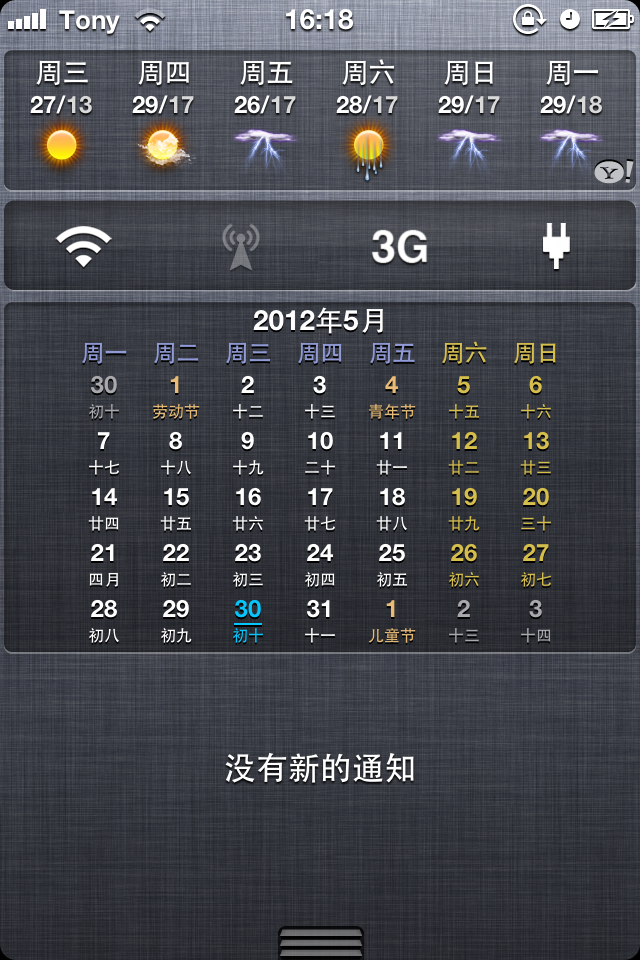 Tony 16:18
周三 周四 周五 周六 周日 周一
27/13 29/17 26/17 28/17 29/17 29/18
Y!
3G
2012年5月
周一 周二 周三 周四 周五 周六 周日
30 1 2 3 4 5 6
初十 劳动节 十二 十三 青年节 十五 十六
7 8 9 10 11 12 13
十七 十八 十九 二十 廿一 廿二 廿三
14 15 16 17 18 19 20
廿四 廿五 廿六 廿七 廿八 廿九 三十
21 22 23 24 25 26 27
四月 初二 初三 初四 初五 初六 初七
28 29 30 31 1 2 3
初八 初九 初十 十一 儿童节 十三 十四
没有新的通知